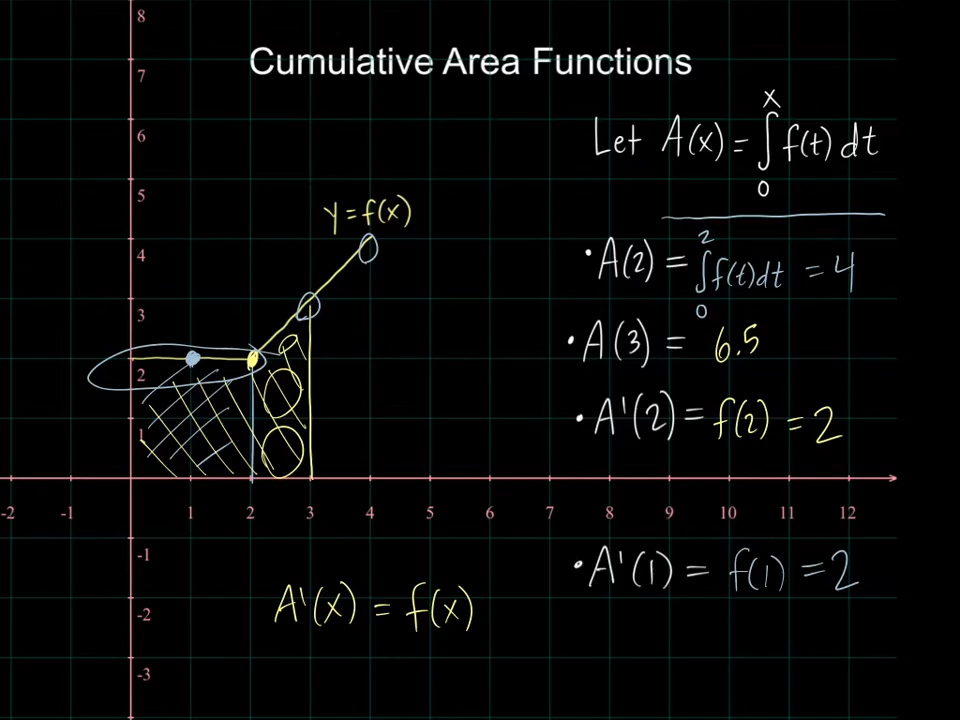 8
Cumulative Area Functions
7
6
5
4
3
2
1
Let A(x) = ∫₀ˣ f(t) dt
y = f(x)
• A(2) = ∫₀² f(t)dt = 4
• A(3) = 6.5
• A'(2) = f(2) = 2
-2 -1 1 2 3 4 5 6 7 8 9 10 11 12
-1
• A'(1) = f(1) = 2
A'(x) = f(x)
-2
-3